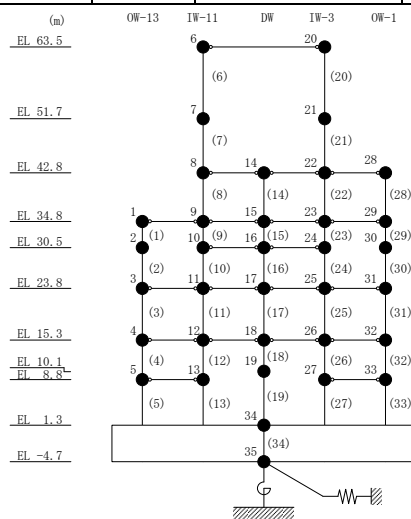 (m) OW-13 IW-11 DW IW-3 OW-1
EL 63.5 6 20
(6) (20)
EL 51.7 7 21
(7) (21)
EL 42.8 8 14 22 28
(8) (14) (22) (28)
EL 34.8 1 9 15 23 29
(1) (9) (15) (23) (29)
EL 30.5 2 10 16 24 30
(2) (10) (16) (24) (30)
EL 23.8 3 11 17 25 31
(3) (11) (17) (25) (31)
EL 15.3 4 12 18 26 32
(4) (12) (18) (26) (32)
EL 10.1 19
EL 8.8 5 13 27 33
(5) (13) (19) (27) (33)
EL 1.3 34
(34)
EL -4.7 35